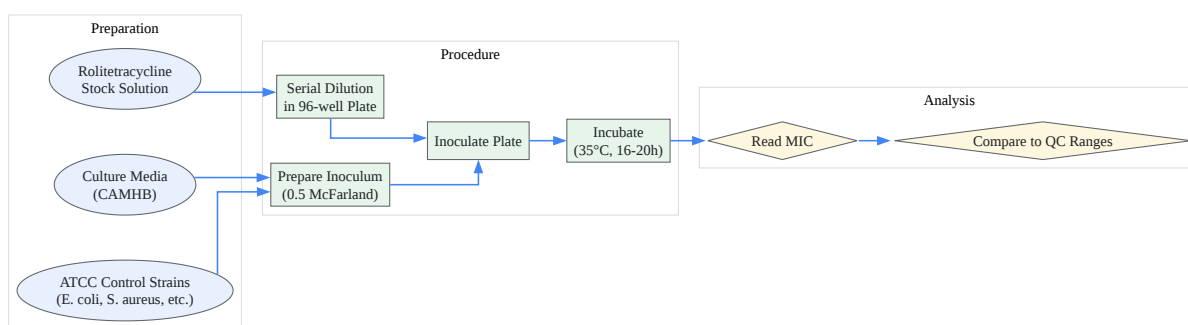 Preparation
Rolitetracycline
Stock Solution
Culture Media
(CAMHB)
ATCC Control Strains
(E. coli, S. aureus, etc.)
Procedure
Serial Dilution
in 96-well Plate
Prepare Inoculum
(0.5 McFarland)
Inoculate Plate
Incubate
(35°C, 16-20h)
Analysis
Read MIC
Compare to QC Ranges